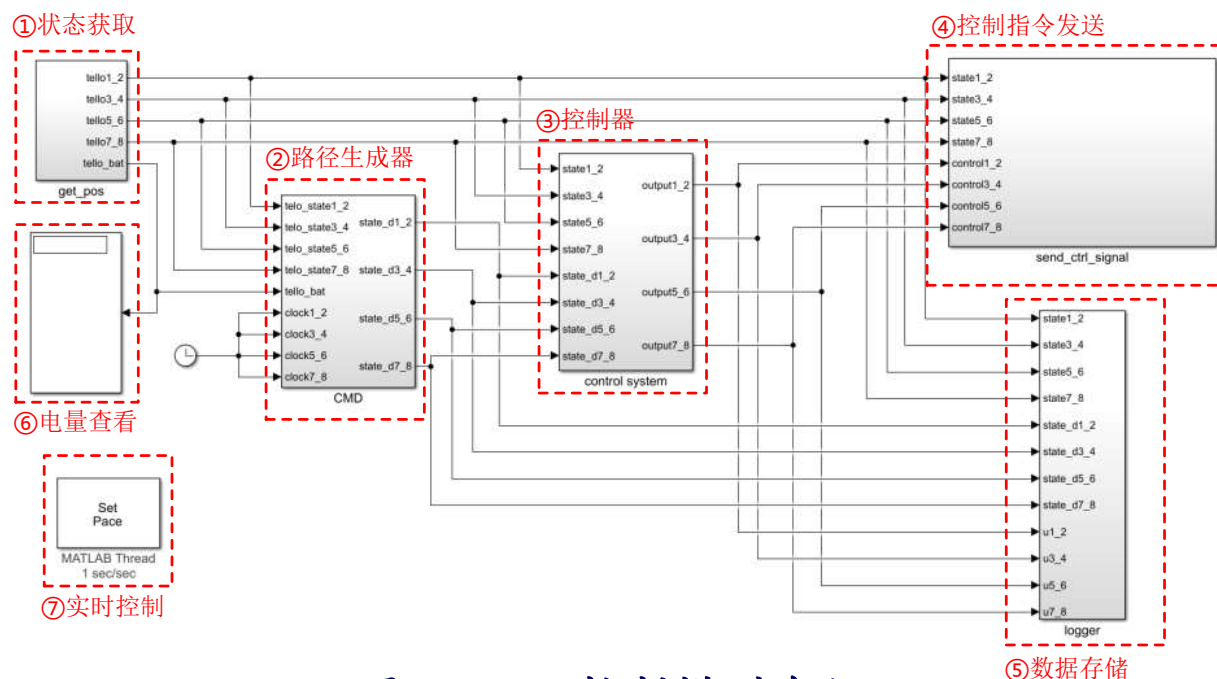 ①状态获取
tello1_2
tello3_4
tello5_6
tello7_8
tello_bat
get_pos
②路径生成器
telo_state1_2
telo_state3_4
telo_state5_6
telo_state7_8
tello_bat
clock1_2
clock3_4
clock5_6
clock7_8
state_d1_2
state_d3_4
state_d5_6
state_d7_8
CMD
③控制器
state1_2
state3_4
state5_6
state7_8
state_d1_2
state_d3_4
state_d5_6
state_d7_8
output1_2
output3_4
output5_6
output7_8
control system
④控制指令发送
state1_2
state3_4
state5_6
state7_8
control1_2
control3_4
control5_6
control7_8
send_ctrl_signal
state1_2
state3_4
state5_6
state7_8
state_d1_2
state_d3_4
state_d5_6
state_d7_8
u1_2
u3_4
u5_6
u7_8
logger
⑤数据存储
⑥电量查看
Set
Pace
MATLAB Thread
1 sec/sec
⑦实时控制